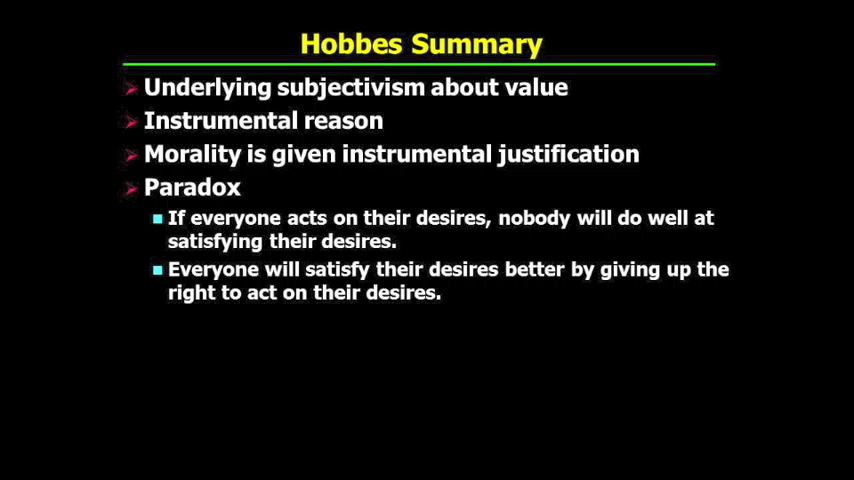 Hobbes Summary
Underlying subjectivism about value
Instrumental reason
Morality is given instrumental justification
Paradox
If everyone acts on their desires, nobody will do well at
satisfying their desires.
Everyone will satisfy their desires better by giving up the
right to act on their desires.